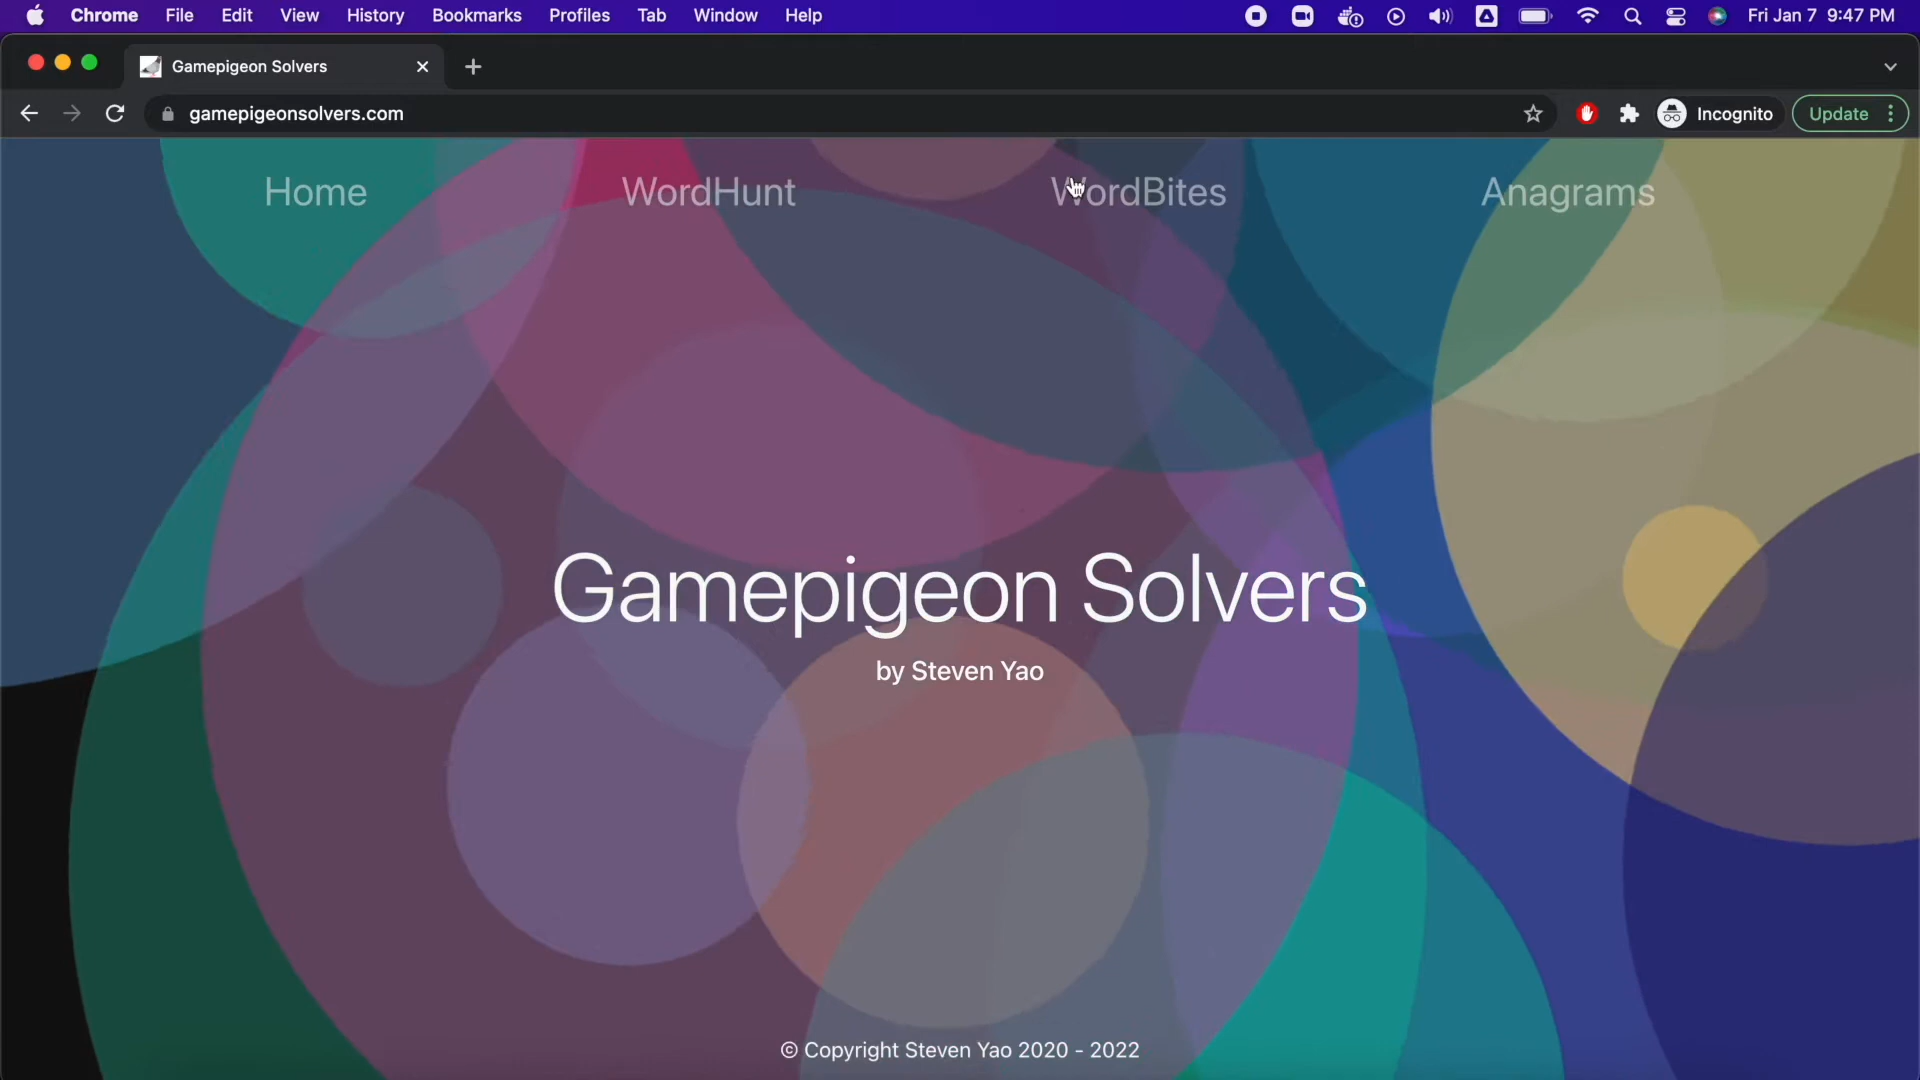 Chrome File Edit View History Bookmarks Profiles Tab Window Help Fri Jan 7 9:47 PM
Gamepigeon Solvers
gamepigeonsolvers.com Incognito Update
Home WordHunt WordBites Anagrams
Gamepigeon Solvers
by Steven Yao
© Copyright Steven Yao 2020 - 2022